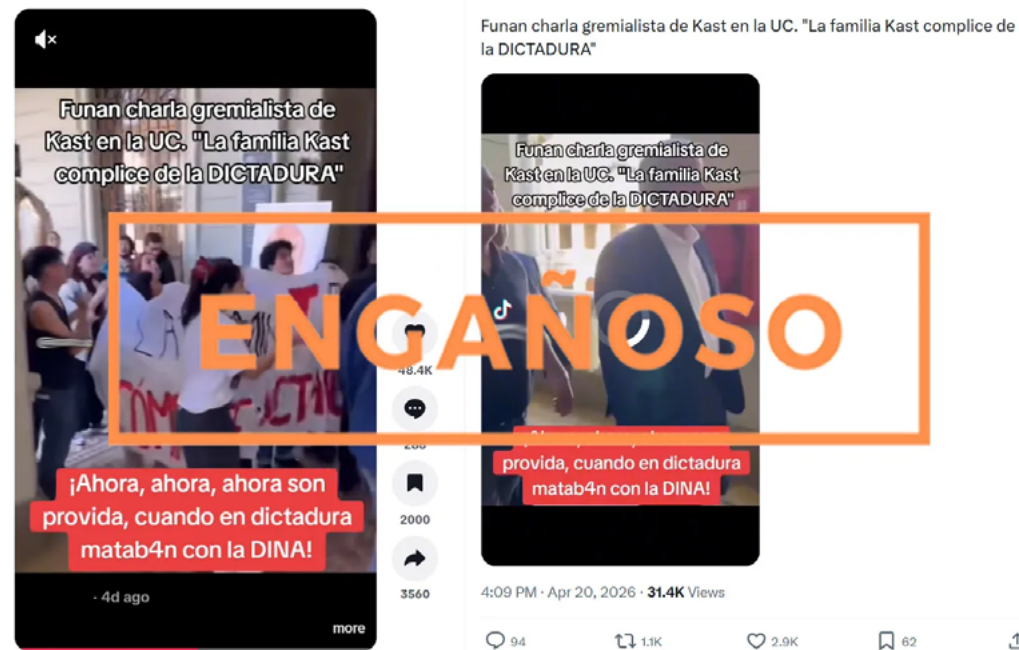 Funan charla gremialista de
Kast en la UC. "La familia Kast
complice de la DICTADURA"
¡Ahora, ahora, ahora son
provida, cuando en dictadura
matab4n con la DINA!
· 4d ago
more
48.4K
2000
3560
Funan charla gremialista de Kast en la UC. "La familia Kast complice de
la DICTADURA"
Funan charla gremialista de
Kast en la UC. "La familia Kast
complice de la DICTADURA"
provida, cuando en dictadura
matab4n con la DINA!
4:09 PM · Apr 20, 2026 · 31.4K Views
94
1.1K
2.9K
62
ENGAÑOSO